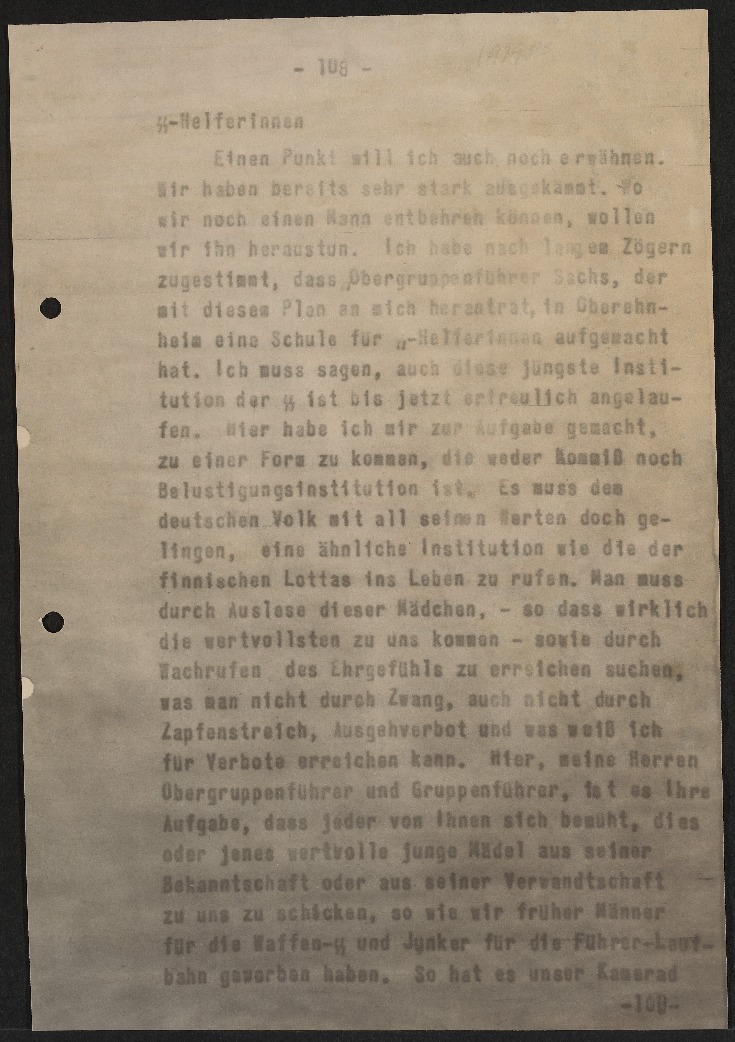 - 108 -
ᛋᛋ-Helferinnen
Einen Punkt will ich auch noch erwähnen.
Wir haben bereits sehr stark ausgekämmt. Wo
wir noch einen Mann entbehren können, wollen
wir ihn heraustun. Ich habe nach langem Zögern
zugestimmt, dass Obergruppenführer Sachs, der
mit diesem Plan an mich herantrat, in Oberehn-
heim eine Schule für ᛋᛋ-Helferinnen aufgemacht
hat. Ich muss sagen, auch diese jüngste Insti-
tution der ᛋᛋ ist bis jetzt erfreulich angelau-
fen. Hier habe ich mir zur Aufgabe gemacht,
zu einer Form zu kommen, die weder Kommiß noch
Belustigungsinstitution ist. Es muss dem
deutschen Volk mit all seinen Werten doch ge-
lingen, eine ähnliche Institution wie die der
finnischen Lottas ins Leben zu rufen. Man muss
durch Auslese dieser Mädchen, - so dass wirklich
die wertvollsten zu uns kommen - sowie durch
Wachrufen des Ehrgefühls zu erreichen suchen,
was man nicht durch Zwang, auch nicht durch
Zapfenstreich, Ausgehverbot und was weiß ich
für Verbote erreichen kann. Hier, meine Herren
Obergruppenführer und Gruppenführer, ist es Ihre
Aufgabe, dass jeder von Ihnen sich bemüht, dies
oder jenes wertvolle junge Mädel aus seiner
Bekanntschaft oder aus seiner Verwandtschaft
zu uns zu schicken, so wie wir früher Männer
für die Waffen-ᛋᛋ und Junker für die Führer-Lauf-
bahn geworben haben. So hat es unser Kamerad
-109-